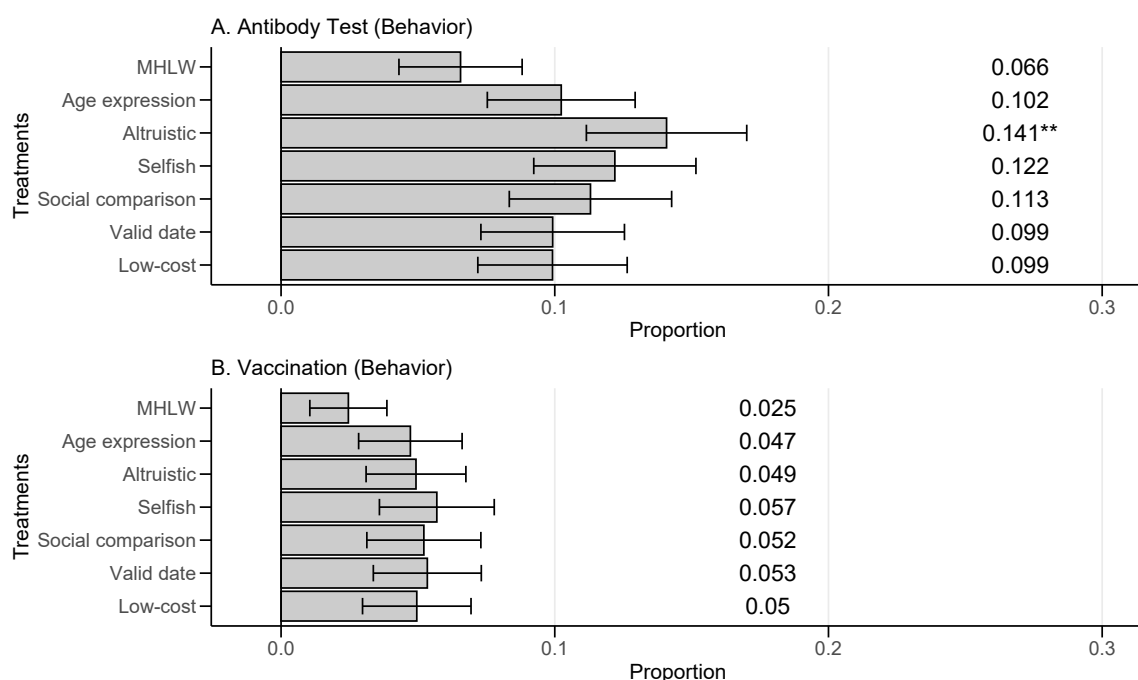 A. Antibody Test (Behavior)
Treatments
MHLW 0.066
Age expression 0.102
Altruistic 0.141**
Selfish 0.122
Social comparison 0.113
Valid date 0.099
Low-cost 0.099
0.0 0.1 0.2 0.3
Proportion
B. Vaccination (Behavior)
Treatments
MHLW 0.025
Age expression 0.047
Altruistic 0.049
Selfish 0.057
Social comparison 0.052
Valid date 0.053
Low-cost 0.05
0.0 0.1 0.2 0.3
Proportion